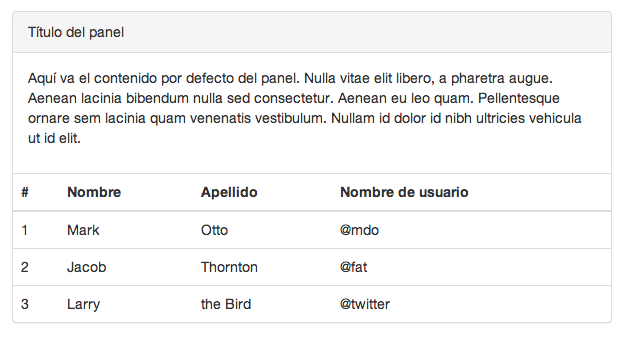 Título del panel
Aquí va el contenido por defecto del panel. Nulla vitae elit libero, a pharetra augue.
Aenean lacinia bibendum nulla sed consectetur. Aenean eu leo quam. Pellentesque
ornare sem lacinia quam venenatis vestibulum. Nullam id dolor id nibh ultricies vehicula
ut id elit.
# Nombre Apellido Nombre de usuario
1 Mark Otto @mdo
2 Jacob Thornton @fat
3 Larry the Bird @twitter